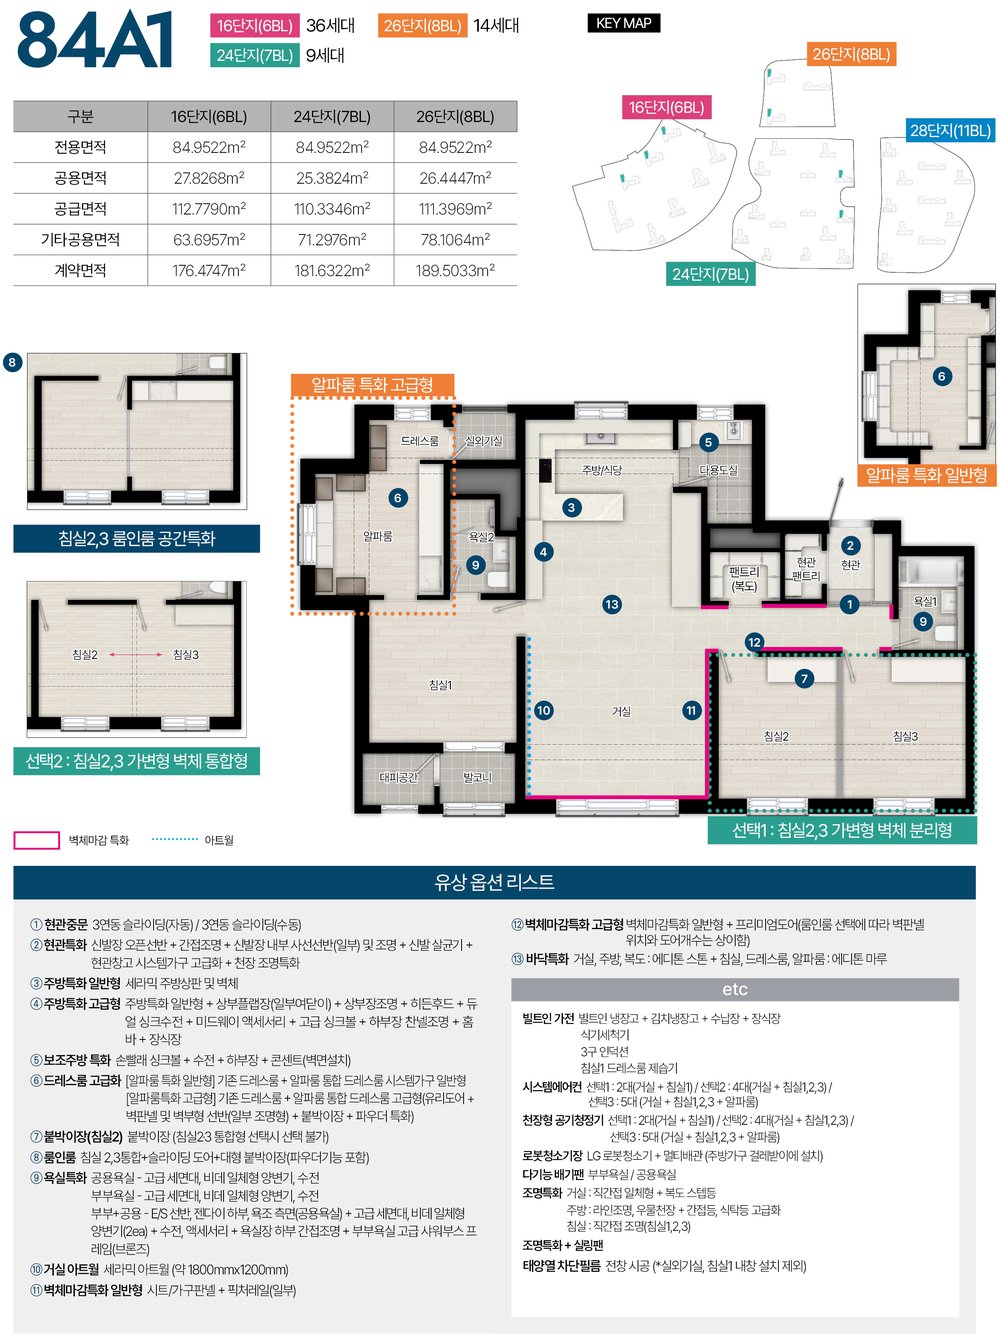 84A1
16단지(6BL) 36세대 26단지(8BL) 14세대
24단지(7BL) 9세대
KEY MAP
26단지(8BL)
16단지(6BL)
28단지(11BL)
24단지(7BL)
구분 16단지(6BL) 24단지(7BL) 26단지(8BL)
전용면적 84.9522m² 84.9522m² 84.9522m²
공용면적 27.8268m² 25.3824m² 26.4447m²
공급면적 112.7790m² 110.3346m² 111.3969m²
기타공용면적 63.6957m² 71.2976m² 78.1064m²
계약면적 176.4747m² 181.6322m² 189.5033m²
8
침실2,3 룸인룸 공간특화
침실2 침실3
선택2 : 침실2,3 가변형 벽체 통합형
알파룸 특화 고급형
6
알파룸 특화 일반형
드레스룸 실외기실
6
알파룸
욕실2
9
주방/식당
3
4
5
다용도실
13
팬트리
(복도)
현관
팬트리
2
현관
1
욕실1
9
12
침실1
10
거실
11
7
침실2
침실3
대피공간
발코니
선택1 : 침실2,3 가변형 벽체 분리형
벽체마감 특화 아트월
유상 옵션 리스트
① 현관중문 3연동 슬라이딩(자동) / 3연동 슬라이딩(수동)
② 현관특화 신발장 오픈선반 + 간접조명 + 신발장 내부 사선선반(일부) 및 조명 + 신발 살균기 +
현관창고 시스템가구 고급화 + 천장 조명특화
③ 주방특화 일반형 세라믹 주방상판 및 벽체
④ 주방특화 고급형 주방특화 일반형 + 상부플랩장(일부여닫이) + 상부장조명 + 히든후드 + 듀
얼 싱크수전 + 미드웨이 액세서리 + 고급 싱크볼 + 하부장 찬넬조명 + 홈
바 + 장식장
⑤ 보조주방 특화 손빨래 싱크볼 + 수전 + 하부장 + 콘센트(벽면설치)
⑥ 드레스룸 고급화 [알파룸 특화 일반형] 기존 드레스룸 + 알파룸 통합 드레스룸 시스템가구 일반형
[알파룸특화 고급형] 기존 드레스룸 + 알파룸 통합 드레스룸 고급형(유리도어 +
벽판넬 및 벽부형 선반(일부 조명형) + 붙박이장 + 파우더 특화)
⑦ 붙박이장(침실2) 붙박이장 (침실2·3 통합형 선택시 선택 불가)
⑧ 룸인룸 침실 2,3통합+슬라이딩 도어+대형 붙박이장(파우더기능 포함)
⑨ 욕실특화 공용욕실 - 고급 세면대, 비데 일체형 양변기, 수전
부부욕실 - 고급 세면대, 비데 일체형 양변기, 수전
부부+공용 - E/S 선반, 젠다이 하부, 욕조 측면(공용욕실) + 고급 세면대, 비데 일체형
양변기(2ea) + 수전, 액세서리 + 욕실장 하부 간접조명 + 부부욕실 고급 샤워부스 프
레임(브론즈)
⑩ 거실 아트월 세라믹 아트월 (약 1800mmx1200mm)
⑪ 벽체마감특화 일반형 시트/가구판넬 + 픽처레일(일부)
⑫ 벽체마감특화 고급형 벽체마감특화 일반형 + 프리미엄도어(룸인룸 선택에 따라 벽판넬
위치와 도어개수는 상이함)
⑬ 바닥특화 거실, 주방, 복도 : 에디톤 스톤 + 침실, 드레스룸, 알파룸 : 에디톤 마루
etc
빌트인 가전 빌트인 냉장고 + 김치냉장고 + 수납장 + 장식장
식기세척기
3구 인덕션
침실1 드레스룸 제습기
시스템에어컨 선택1 : 2대(거실 + 침실1) / 선택2 : 4대(거실 + 침실1,2,3) /
선택3 : 5대 (거실 + 침실1,2,3 + 알파룸)
천장형 공기청정기 선택1 : 2대(거실 + 침실1) / 선택2 : 4대(거실 + 침실1,2,3) /
선택3 : 5대 (거실 + 침실1,2,3 + 알파룸)
로봇청소기장 LG 로봇청소기 + 멀티배관 (주방가구 걸레받이에 설치)
다기능 배기팬 부부욕실 / 공용욕실
조명특화 거실 : 직간접 일체형 + 복도 스텝등
주방 : 라인조명, 우물천장 + 간접등, 식탁등 고급화
침실 : 직간접 조명(침실1,2,3)
조명특화 + 실링팬
태양열 차단필름 전창 시공 (*실외기실, 침실1 내창 설치 제외)